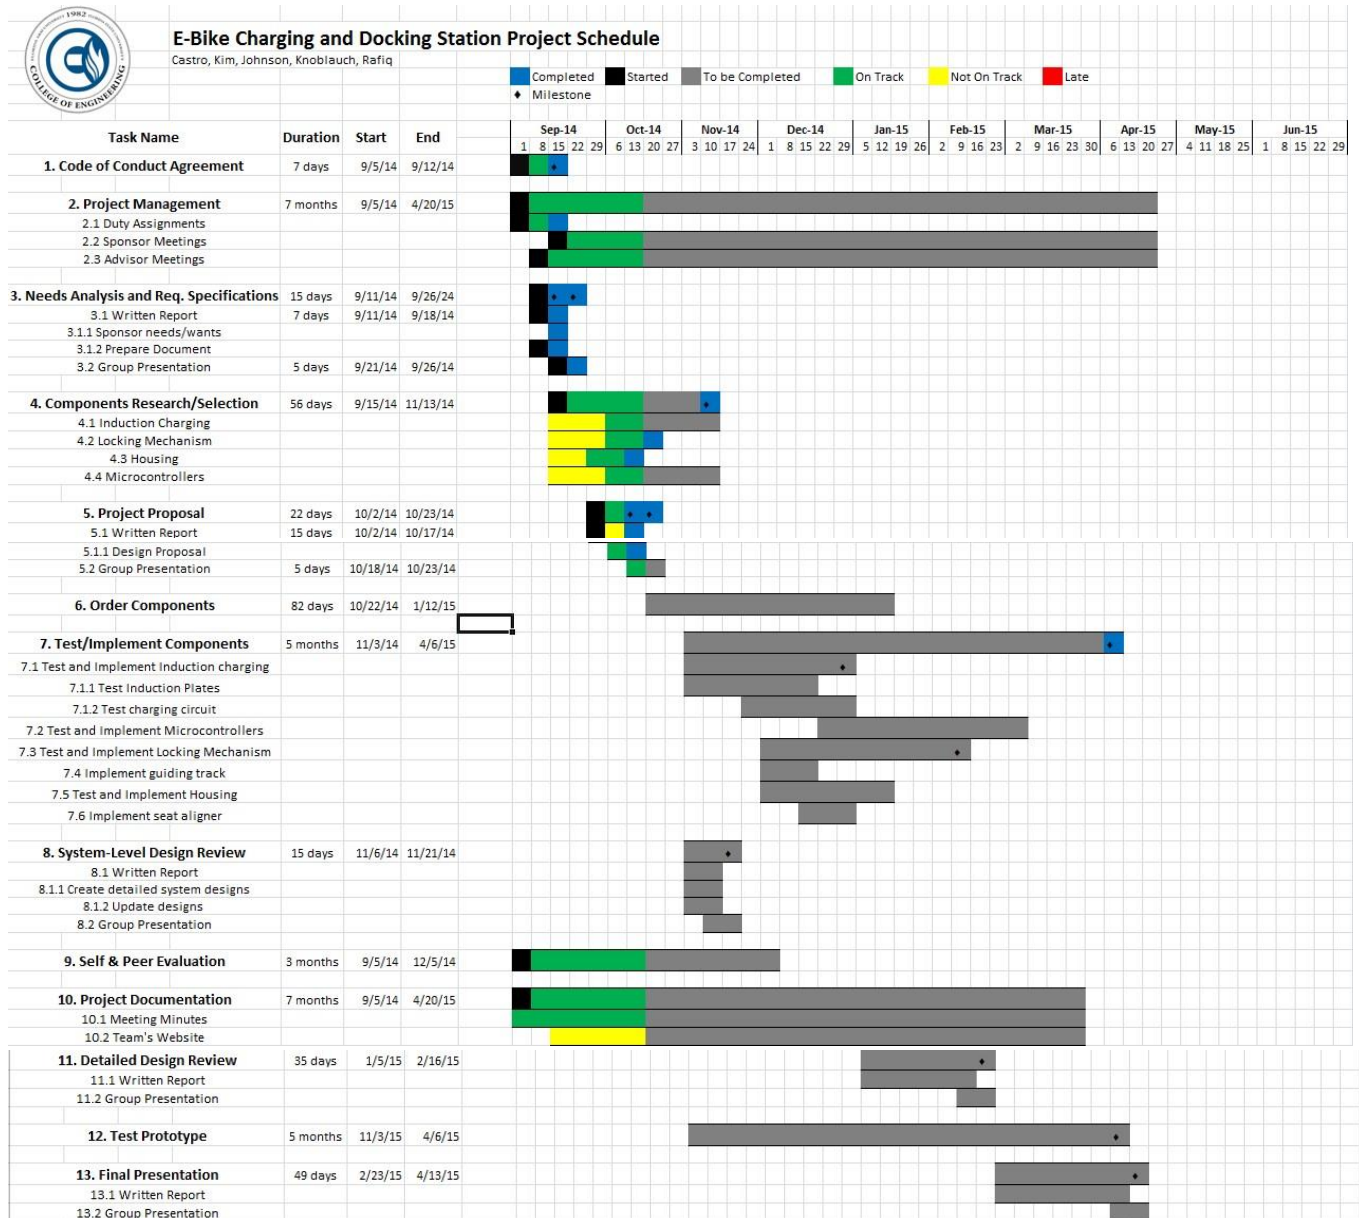 1982
COLLEGE OF ENGINEERING
E-Bike Charging and Docking Station Project Schedule
Castro, Kim, Johnson, Knoblauch, Rafiq
Completed Started To be Completed On Track Not On Track Late
♦ Milestone
Task Name Duration Start End Sep-14 Oct-14 Nov-14 Dec-14 Jan-15 Feb-15 Mar-15 Apr-15 May-15 Jun-15
1 8 15 22 29 6 13 20 27 3 10 17 24 1 8 15 22 29 5 12 19 26 2 9 16 23 2 9 16 23 30 6 13 20 27 4 11 18 25 1 8 15 22 29
1. Code of Conduct Agreement 7 days 9/5/14 9/12/14
2. Project Management 7 months 9/5/14 4/20/15
2.1 Duty Assignments
2.2 Sponsor Meetings
2.3 Advisor Meetings
3. Needs Analysis and Req. Specifications 15 days 9/11/14 9/26/24
3.1 Written Report 7 days 9/11/14 9/18/14
3.1.1 Sponsor needs/wants
3.1.2 Prepare Document
3.2 Group Presentation 5 days 9/21/14 9/26/14
4. Components Research/Selection 56 days 9/15/14 11/13/14
4.1 Induction Charging
4.2 Locking Mechanism
4.3 Housing
4.4 Microcontrollers
5. Project Proposal 22 days 10/2/14 10/23/14
5.1 Written Report 15 days 10/2/14 10/17/14
5.1.1 Design Proposal
5.2 Group Presentation 5 days 10/18/14 10/23/14
6. Order Components 82 days 10/22/14 1/12/15
7. Test/Implement Components 5 months 11/3/14 4/6/15
7.1 Test and Implement Induction charging
7.1.1 Test Induction Plates
7.1.2 Test charging circuit
7.2 Test and Implement Microcontrollers
7.3 Test and Implement Locking Mechanism
7.4 Implement guiding track
7.5 Test and Implement Housing
7.6 Implement seat aligner
8. System-Level Design Review 15 days 11/6/14 11/21/14
8.1 Written Report
8.1.1 Create detailed system designs
8.1.2 Update designs
8.2 Group Presentation
9. Self & Peer Evaluation 3 months 9/5/14 12/5/14
10. Project Documentation 7 months 9/5/14 4/20/15
10.1 Meeting Minutes
10.2 Team's Website
11. Detailed Design Review 35 days 1/5/15 2/16/15
11.1 Written Report
11.2 Group Presentation
12. Test Prototype 5 months 11/3/15 4/6/15
13. Final Presentation 49 days 2/23/15 4/13/15
13.1 Written Report
13.2 Group Presentation